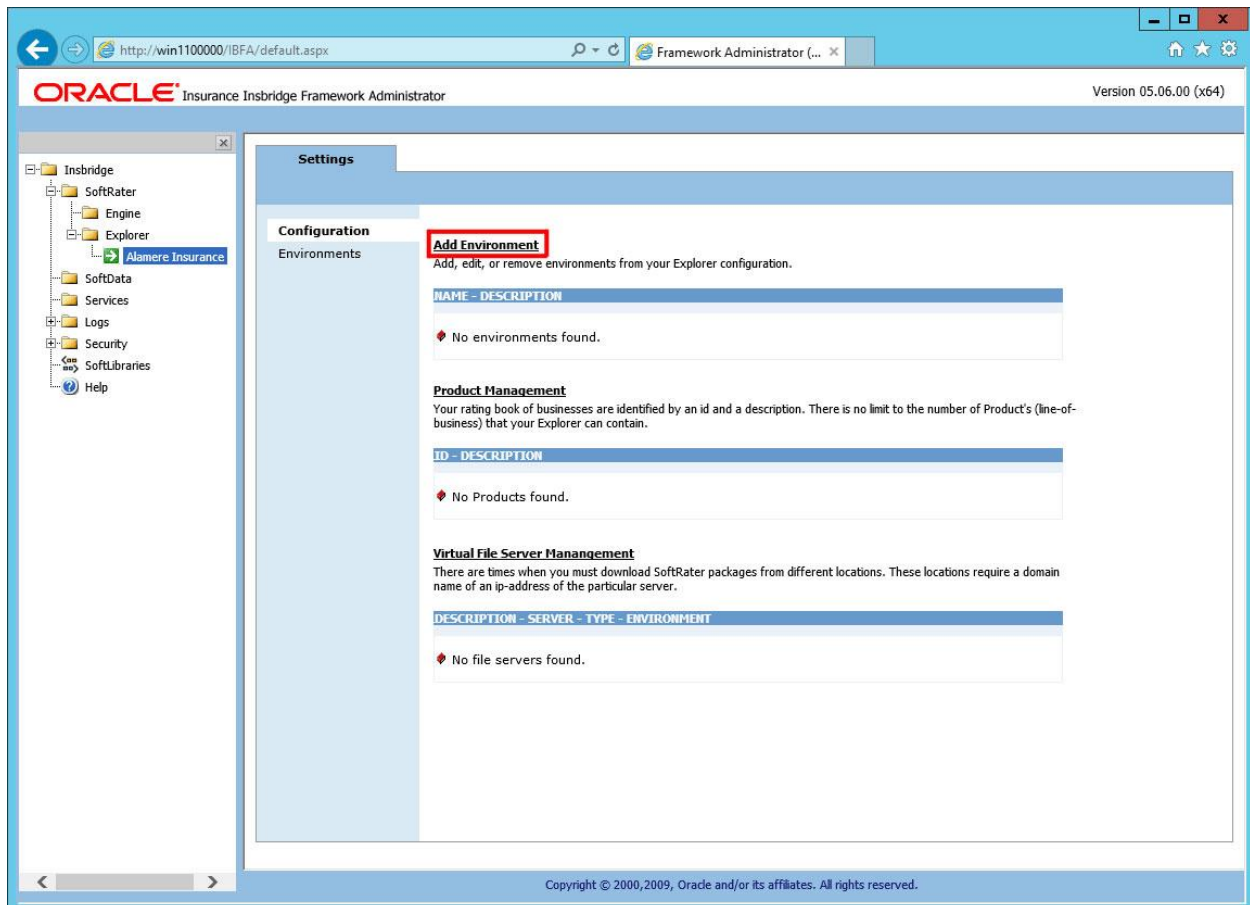 http://win1100000/IBFA/default.aspx
Framework Administrator (...
ORACLE Insurance Insbridge Framework Administrator
Version 05.06.00 (x64)
Insbridge
SoftRater
Engine
Explorer
Alamere Insurance
SoftData
Services
Logs
Security
SoftLibraries
Help
Settings
Configuration
Environments
Add Environment
Add, edit, or remove environments from your Explorer configuration.
NAME - DESCRIPTION
No environments found.
Product Management
Your rating book of businesses are identified by an id and a description. There is no limit to the number of Product's (line-of-
business) that your Explorer can contain.
ID - DESCRIPTION
No Products found.
Virtual File Server Manangement
There are times when you must download SoftRater packages from different locations. These locations require a domain
name of an ip-address of the particular server.
DESCRIPTION - SERVER - TYPE - ENVIRONMENT
No file servers found.
Copyright © 2000,2009, Oracle and/or its affiliates. All rights reserved.